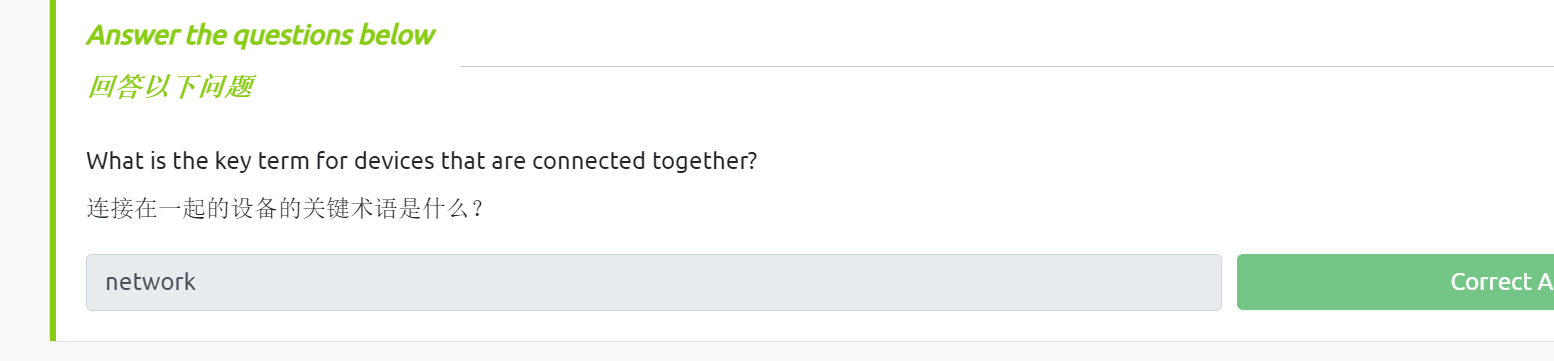 Answer the questions below
回答以下问题
What is the key term for devices that are connected together?
连接在一起的设备的关键术语是什么？
network
Correct A